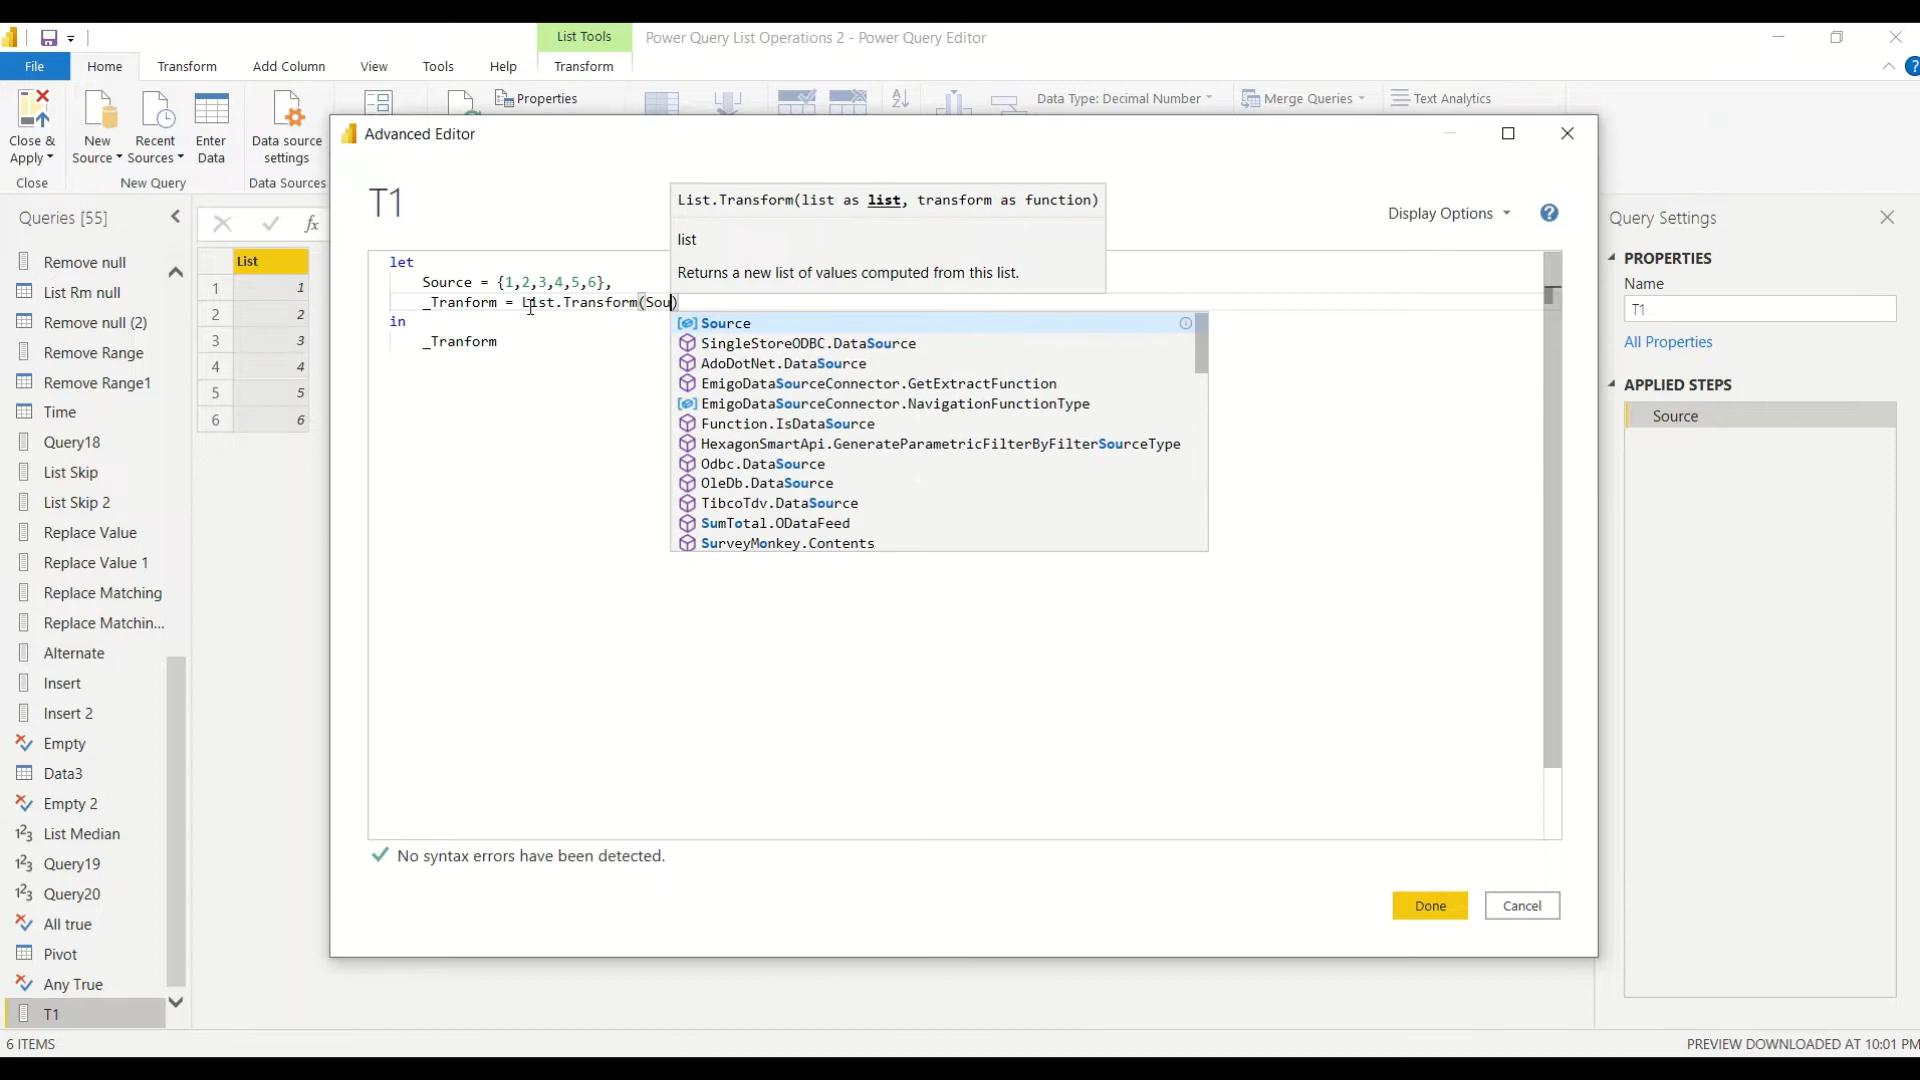 List Tools
Power Query List Operations 2 - Power Query Editor
File
Home
Transform
Add Column
View
Tools
Help
Transform
Close &
Apply
New
Source
Recent
Sources
Enter
Data
Data source
settings
Properties
Data Type: Decimal Number
Merge Queries
Text Analytics
Close
New Query
Data Sources
Queries [55]
Remove null
List Rm null
Remove null (2)
Remove Range
Remove Range1
Time
Query18
List Skip
List Skip 2
Replace Value
Replace Value 1
Replace Matching
Replace Matchin...
Alternate
Insert
Insert 2
Empty
Data3
Empty 2
List Median
Query19
Query20
All true
Pivot
Any True
T1
fx
List
1 1
2 2
3 3
4 4
5 5
6 6
Advanced Editor
T1
Display Options
List.Transform(list as list, transform as function)
list
Returns a new list of values computed from this list.
let
Source = {1,2,3,4,5,6},
_Tranform = List.Transform(Sou)
in
_Tranform
Source
SingleStoreODBC.DataSource
AdoDotNet.DataSource
EmigoDataSourceConnector.GetExtractFunction
EmigoDataSourceConnector.NavigationFunctionType
Function.IsDataSource
HexagonSmartApi.GenerateParametricFilterByFilterSourceType
Odbc.DataSource
OleDb.DataSource
TibcoTdv.DataSource
SumTotal.ODataFeed
SurveyMonkey.Contents
No syntax errors have been detected.
Done
Cancel
Query Settings
PROPERTIES
Name
T1
All Properties
APPLIED STEPS
Source
6 ITEMS
PREVIEW DOWNLOADED AT 10:01 PM